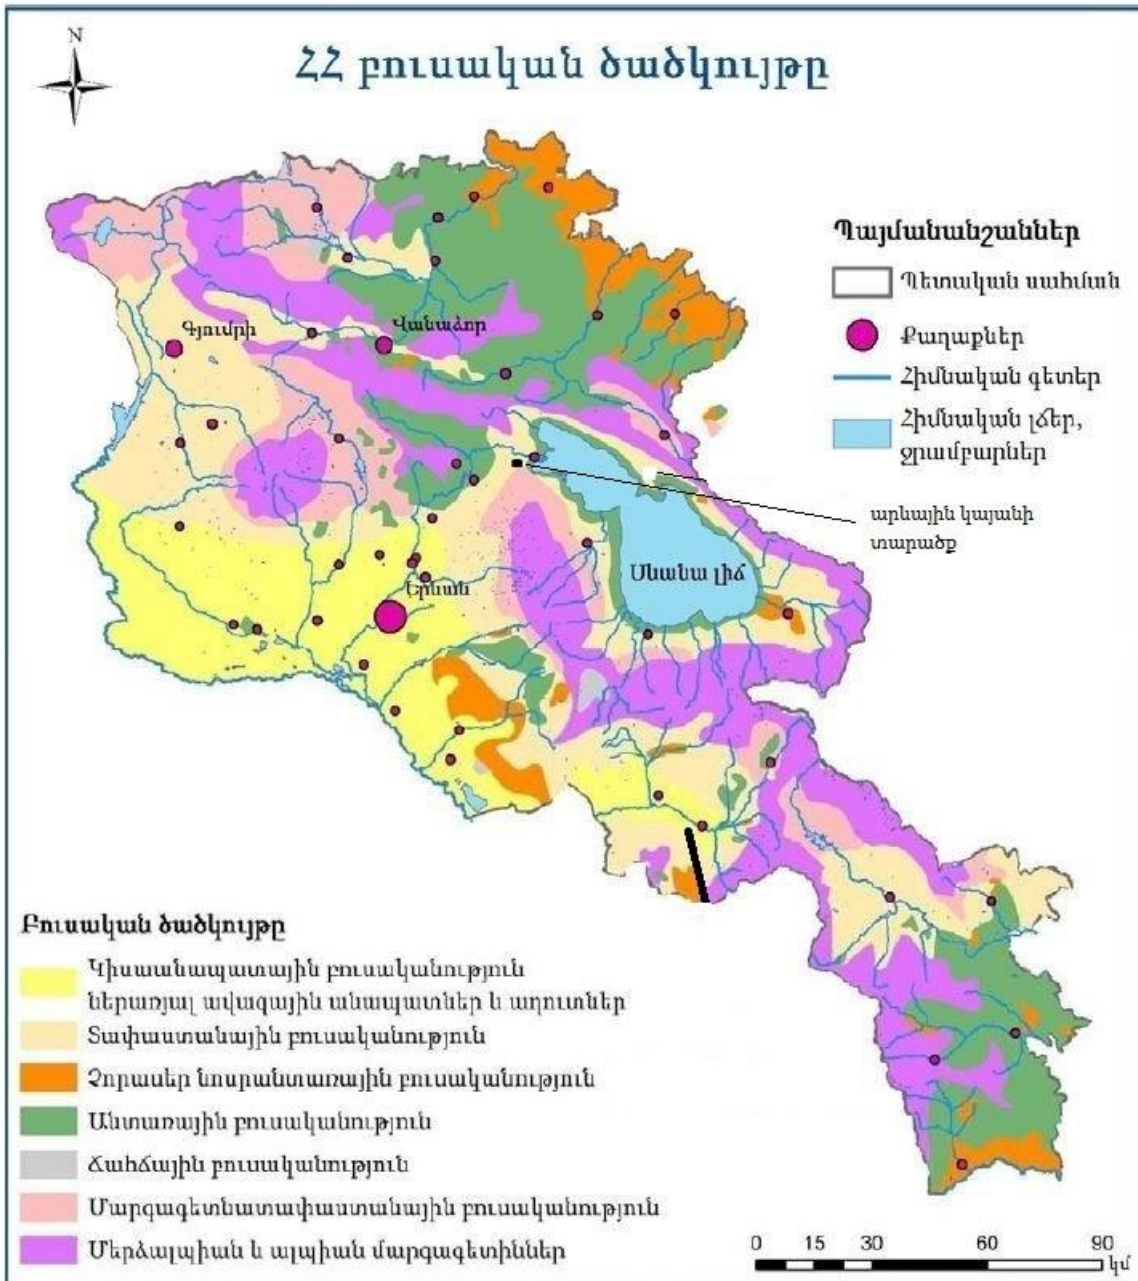 N
ՀՀ բուսական ծածկույթը
Պայմանանշաններ
Պետական սահման
Քաղաքներ
Հիմնական գետեր
Հիմնական լճեր,
ջրամբարներ
արևային կայանի
տարածք
Գյումրի
Վանաձոր
Սևանա լիճ
Երևան
Բուսական ծածկույթը
Կիսաանապատային բուսականություն
ներառյալ ավազային անապատներ և աղուտներ
Տափաստանային բուսականություն
Չորասեր նոսրանտառային բուսականություն
Անտառային բուսականություն
Ճահճային բուսականություն
Մարգագետնատափաստանային բուսականություն
Մերձալպիան և ալպիան մարգագետիններ
0 15 30 60 90
կմ